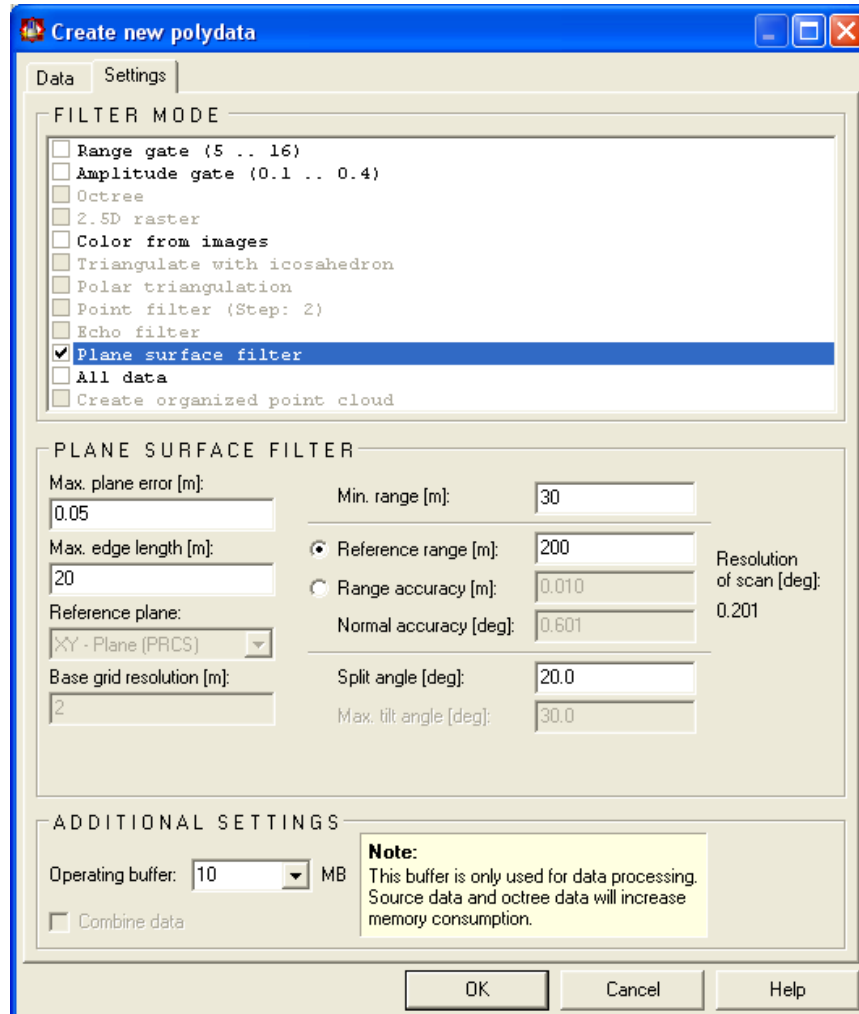 Create new polydata
Data Settings
FILTER MODE
Range gate (5 .. 16)
Amplitude gate (0.1 .. 0.4)
Octree
2.5D raster
Color from images
Triangulate with icosahedron
Polar triangulation
Point filter (Step: 2)
Echo filter
Plane surface filter
All data
Create organized point cloud
PLANE SURFACE FILTER
Max. plane error [m]:
0.05
Max. edge length [m]:
20
Reference plane:
XY - Plane (PRCS)
Base grid resolution [m]:
2
Min. range [m]: 30
Reference range [m]: 200
Range accuracy [m]: 0.010
Normal accuracy [deg]: 0.601
Split angle [deg]: 20.0
Max. tilt angle [deg]: 30.0
Resolution
of scan [deg]:
0.201
ADDITIONAL SETTINGS
Operating buffer: 10 MB
Combine data
Note:
This buffer is only used for data processing.
Source data and octree data will increase
memory consumption.
OK Cancel Help